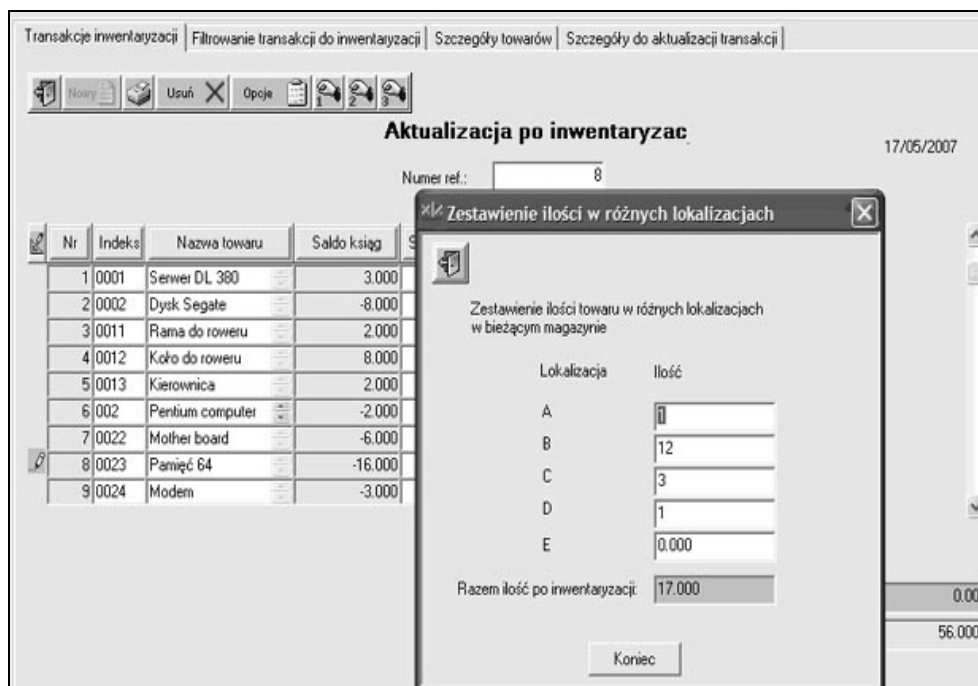 Transakcje inwentaryzacji Filtrowanie transakcji do inwentaryzacji Szczegóły towarów Szczegóły do aktualizacji transakcji
Nowy Usuń Opcje 1 2 3
Aktualizacja po inwentaryzac
17/05/2007
Numer ref.: 8
Nr Indeks Nazwa towaru Saldo ksiąg S
1 0001 Serwer DL 380 3.000
2 0002 Dysk Segate -8.000
3 0011 Rama do roweru 2.000
4 0012 Koło do roweru 8.000
5 0013 Kierownica 2.000
6 002 Pentium computer -2.000
7 0022 Mother board -6.000
8 0023 Pamięć 64 -16.000
9 0024 Modem -3.000
Zestawienie ilości w różnych lokalizacjach
Zestawienie ilości towaru w różnych lokalizacjach
w bieżącym magazynie
Lokalizacja Ilość
A 1
B 12
C 3
D 1
E 0.000
Razem ilość po inwentaryzacji: 17.000
Koniec
0.00
56.000